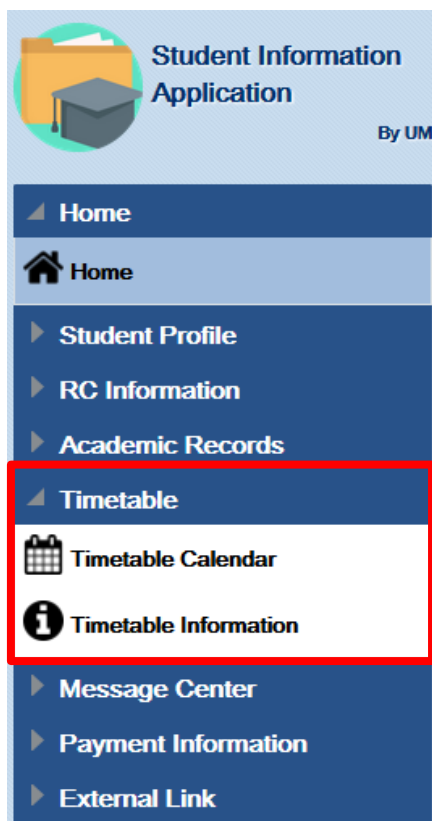 Student Information
Application
By UM
Home
Home
Student Profile
RC Information
Academic Records
Timetable
Timetable Calendar
Timetable Information
Message Center
Payment Information
External Link